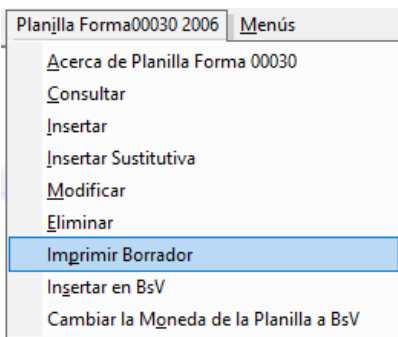 Planilla Forma00030 2006 Menús
Acerca de Planilla Forma 00030
Consultar
Insertar
Insertar Sustitutiva
Modificar
Eliminar
Imprimir Borrador
Insertar en BsV
Cambiar la Moneda de la Planilla a BsV